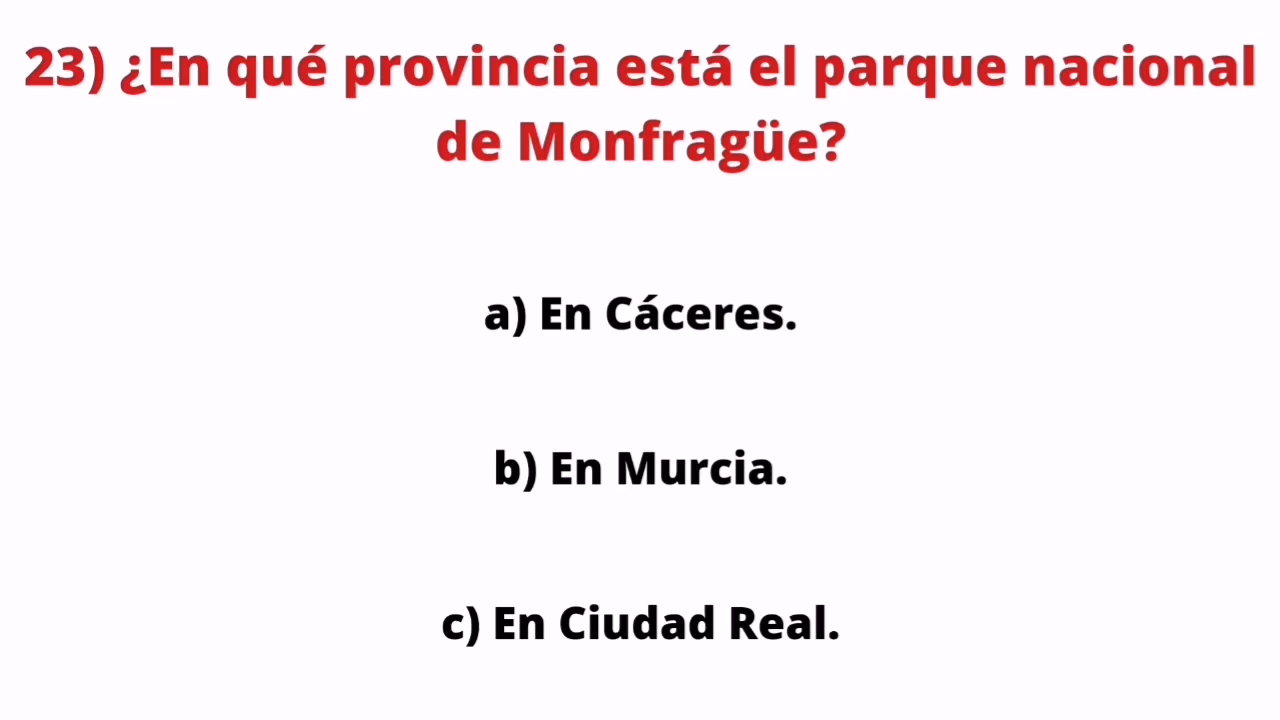 23) ¿En qué provincia está el parque nacional
de Monfragüe?
a) En Cáceres.
b) En Murcia.
c) En Ciudad Real.